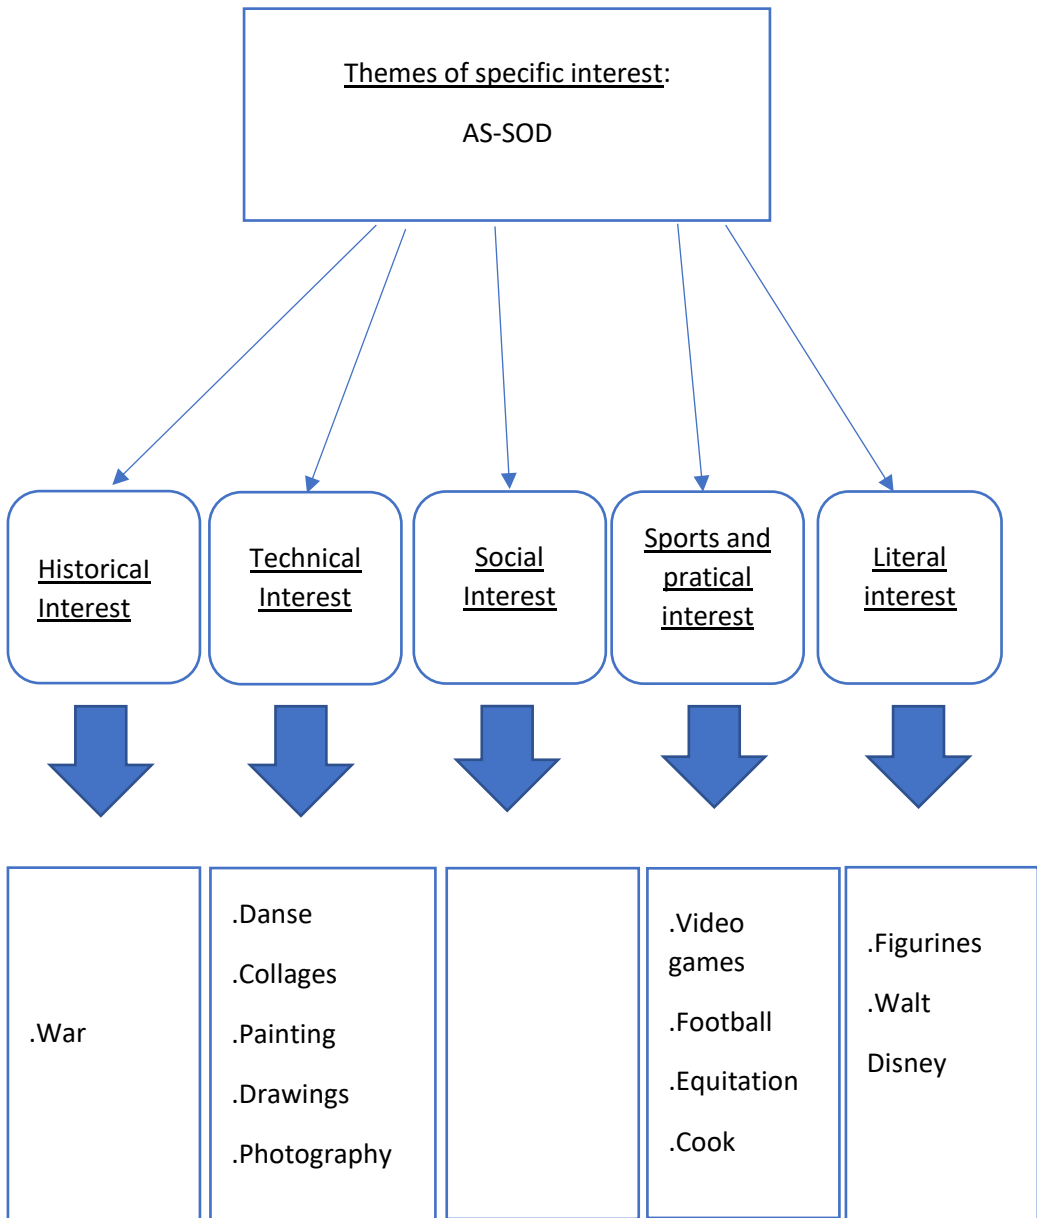 Themes of specific interest:
AS-SOD
Historical
Interest
Technical
Interest
Social
Interest
Sports and
pratical
interest
Literal
interest
.War
.Danse
.Collages
.Painting
.Drawings
.Photography
.Video
games
.Football
.Equitation
.Cook
.Figurines
.Walt
Disney